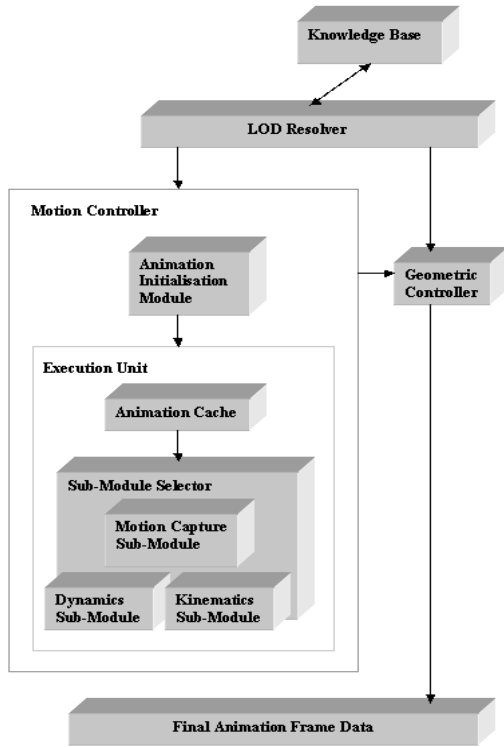 Knowledge Base
LOD Resolver
Motion Controller
Animation
Initialisation
Module
Geometric
Controller
Execution Unit
Animation Cache
Sub-Module Selector
Motion Capture
Sub-Module
Dynamics
Sub-Module
Kinematics
Sub-Module
Final Animation Frame Data